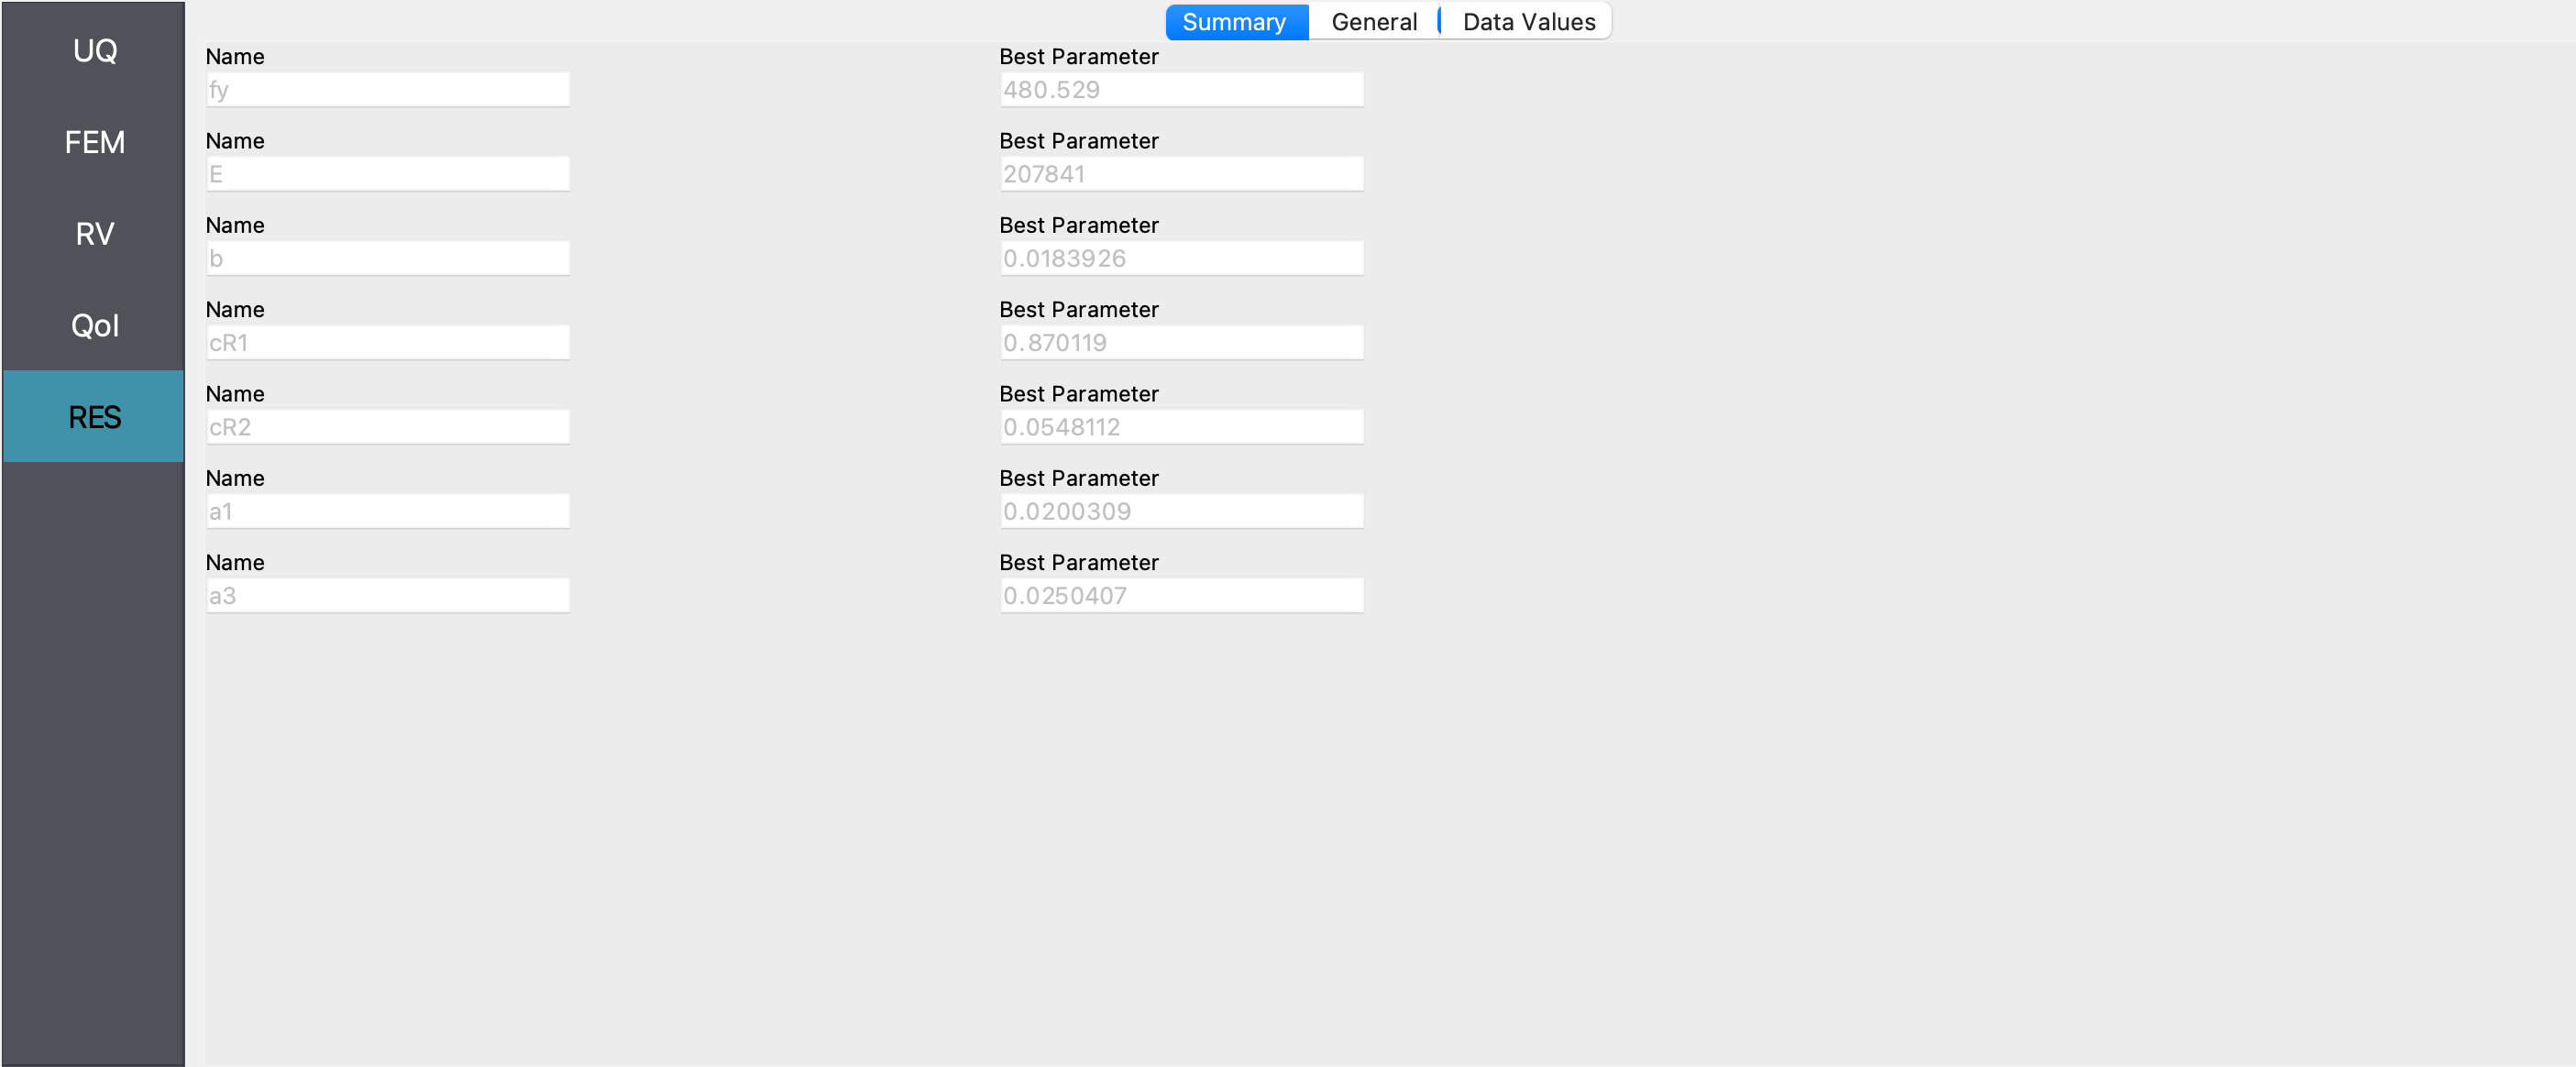 Summary General Data Values
UQ
FEM
RV
QoI
RES
Name Best Parameter
fy 480.529
Name Best Parameter
E 207841
Name Best Parameter
b 0.0183926
Name Best Parameter
cR1 0.870119
Name Best Parameter
cR2 0.0548112
Name Best Parameter
a1 0.0200309
Name Best Parameter
a3 0.0250407